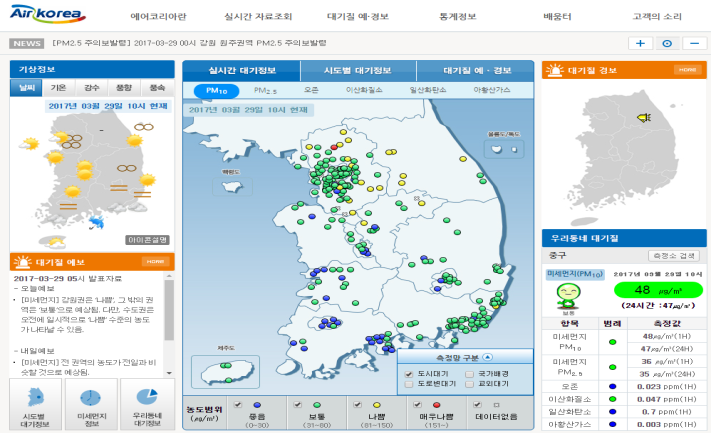 Airkorea
에어코리아란 실시간 자료조회 대기질 예·경보 통계정보 배움터 고객의 소리
NEWS [PM2.5 주의보발령] 2017-03-29 00시 강원 원주권역 PM2.5 주의보발령
기상정보
날씨 기온 강수 풍향 풍속
2017년 03월 29일 10시 현재
아이콘설명
대기질 예보 MORE
2017-03-29 05시 발표자료
- 오늘예보
• [미세먼지] 강원권은 '나쁨', 그 밖의 권
역은 '보통'으로 예상됨. 다만, 수도권은
오전에 일시적으로 '나쁨' 수준의 농도
가 나타날 수 있음.
- 내일예보
• [미세먼지] 전 권역의 농도가 전일과 비
슷할 것으로 예상됨.
시도별
대기정보
미세먼지
정보
우리동네
대기정보
실시간 대기정보 시도별 대기정보 대기질 예·경보
PM10 PM2.5 오존 이산화질소 일산화탄소 아황산가스
2017년 03월 29일 10시 현재
울릉도/독도
백령도
제주도
측정망 구분
도시대기 국가배경
도로변대기 교외대기
농도범위
(㎍/㎥)
좋음
(0~30)
보통
(31~80)
나쁨
(81~150)
매우나쁨
(151~)
데이터없음
대기질 경보 MORE
우리동네 대기질
중구 측정소 검색
미세먼지(PM10) 2017년 03월 29일 10시
보통
48 ㎍/㎥
(24시간 :47㎍/㎥)
항목 범례 측정값
미세먼지
PM10
48㎍/㎥(1H)
47㎍/㎥(24H)
미세먼지
PM2.5
36 ㎍/㎥(1H)
35 ㎍/㎥(24H)
오존 0.023 ppm(1H)
이산화질소 0.047 ppm(1H)
일산화탄소 0.7 ppm(1H)
아황산가스 0.003 ppm(1H)